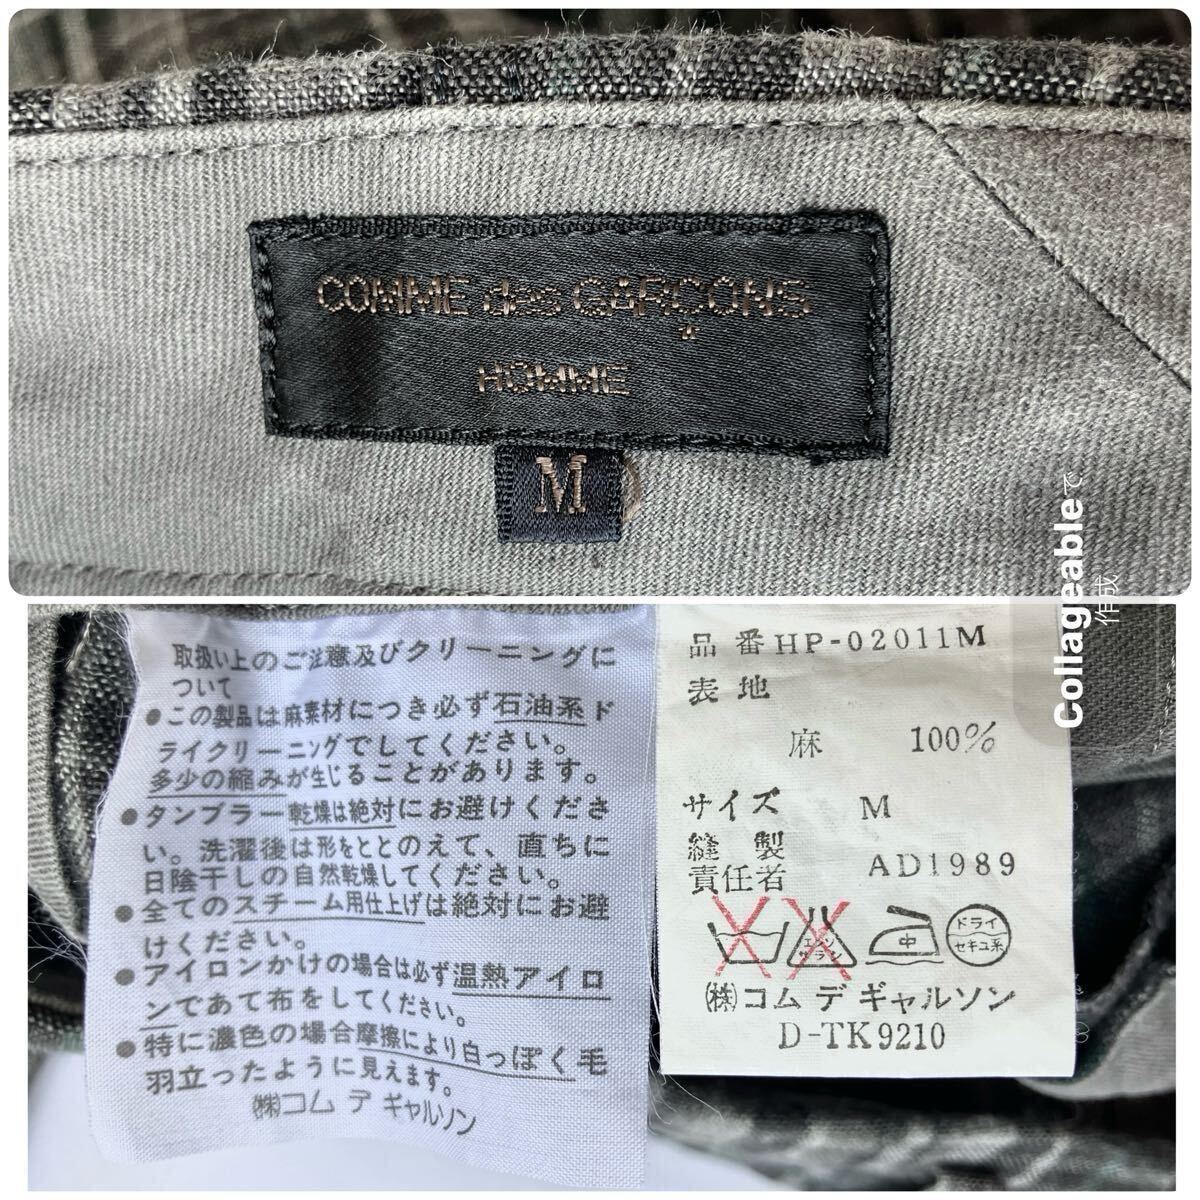 COMME des GARÇONS
HOMME
M
Collageableで
作成
取扱い上のご注意及びクリーニングに
ついて
●この製品は麻素材につき必ず石油系ド
ライクリーニングでしてください。
多少の縮みが生じることがあります。
●タンブラー乾燥は絶対にお避けくださ
い。洗濯後は形をととのえて、直ちに
日陰干しの自然乾燥してください。
●全てのスチーム用仕上げは絶対にお避
けください。
●アイロンかけの場合は必ず温熱アイロ
ンであて布をしてください。
●特に濃色の場合摩擦により白っぽく毛
羽立ったように見えます。
㈱コム デ ギャルソン
品番HP-02011M
表地
麻 100%
サイズ M
縫製
責任者 AD1989
エンソ
サラシ
中
ドライ
セキユ系
㈱コム デ ギャルソン
D-TK9210